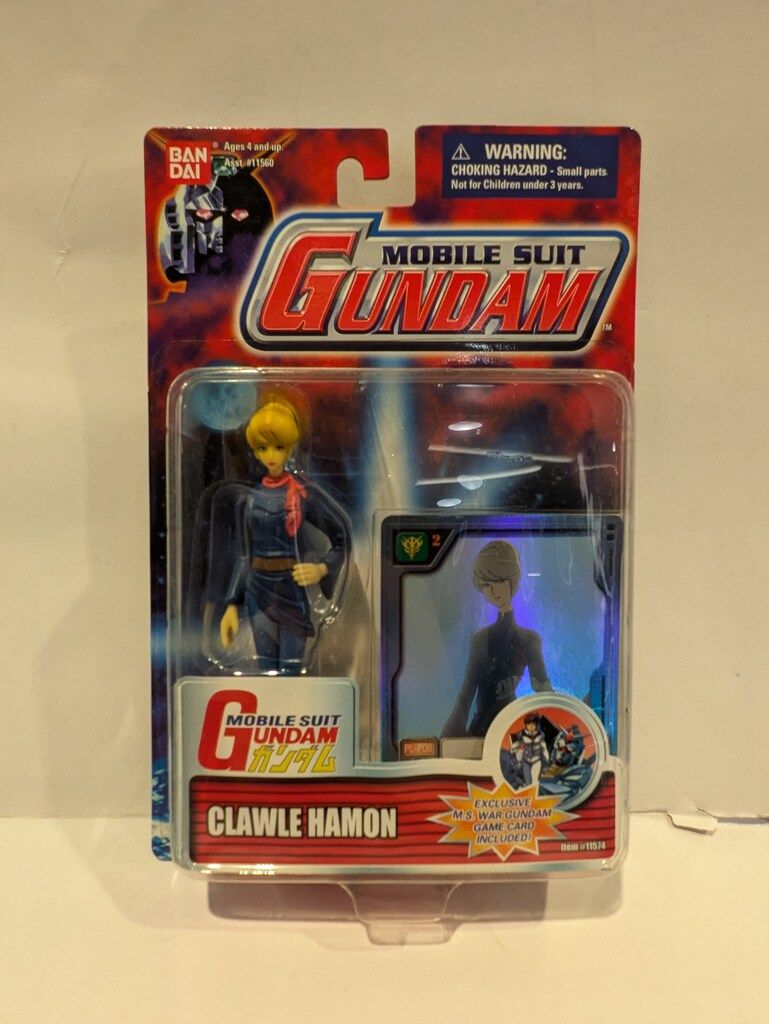 BAN
DAI
®
Ages 4 and up.
Asst. #11560
WARNING:
CHOKING HAZARD - Small parts.
Not for Children under 3 years.
MOBILE SUIT
GUNDAM
TM
2
PL-P08
MOBILE SUIT
GUNDAM
ガンダム
CLAWLE HAMON
EXCLUSIVE
M.S. WAR GUNDAM
GAME CARD
INCLUDED!
Item #11574